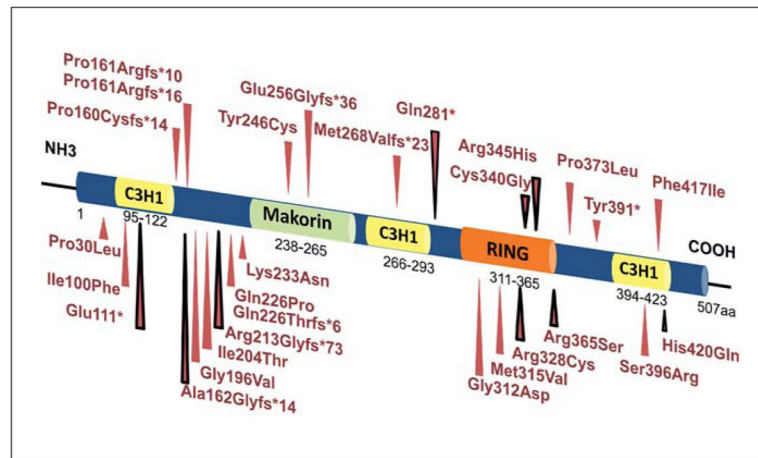 Pro161Argfs*10
Pro161Argfs*16
Pro160Cysfs*14
Glu256Glyfs*36
Tyr246Cys
Met268Valfs*23
Gln281*
Arg345His
Cys340Gly
Pro373Leu
Tyr391*
Phe417Ile
NH3
COOH
C3H1
Makorin
C3H1
RING
C3H1
1
95-122
238-265
266-293
311-365
394-423
507aa
Pro30Leu
Ile100Phe
Glu111*
Lys233Asn
Gln226Pro
Gln226Thrfs*6
Arg213Glyfs*73
Ile204Thr
Gly196Val
Ala162Glyfs*14
Arg365Ser
Arg328Cys
Met315Val
Gly312Asp
His420Gln
Ser396Arg